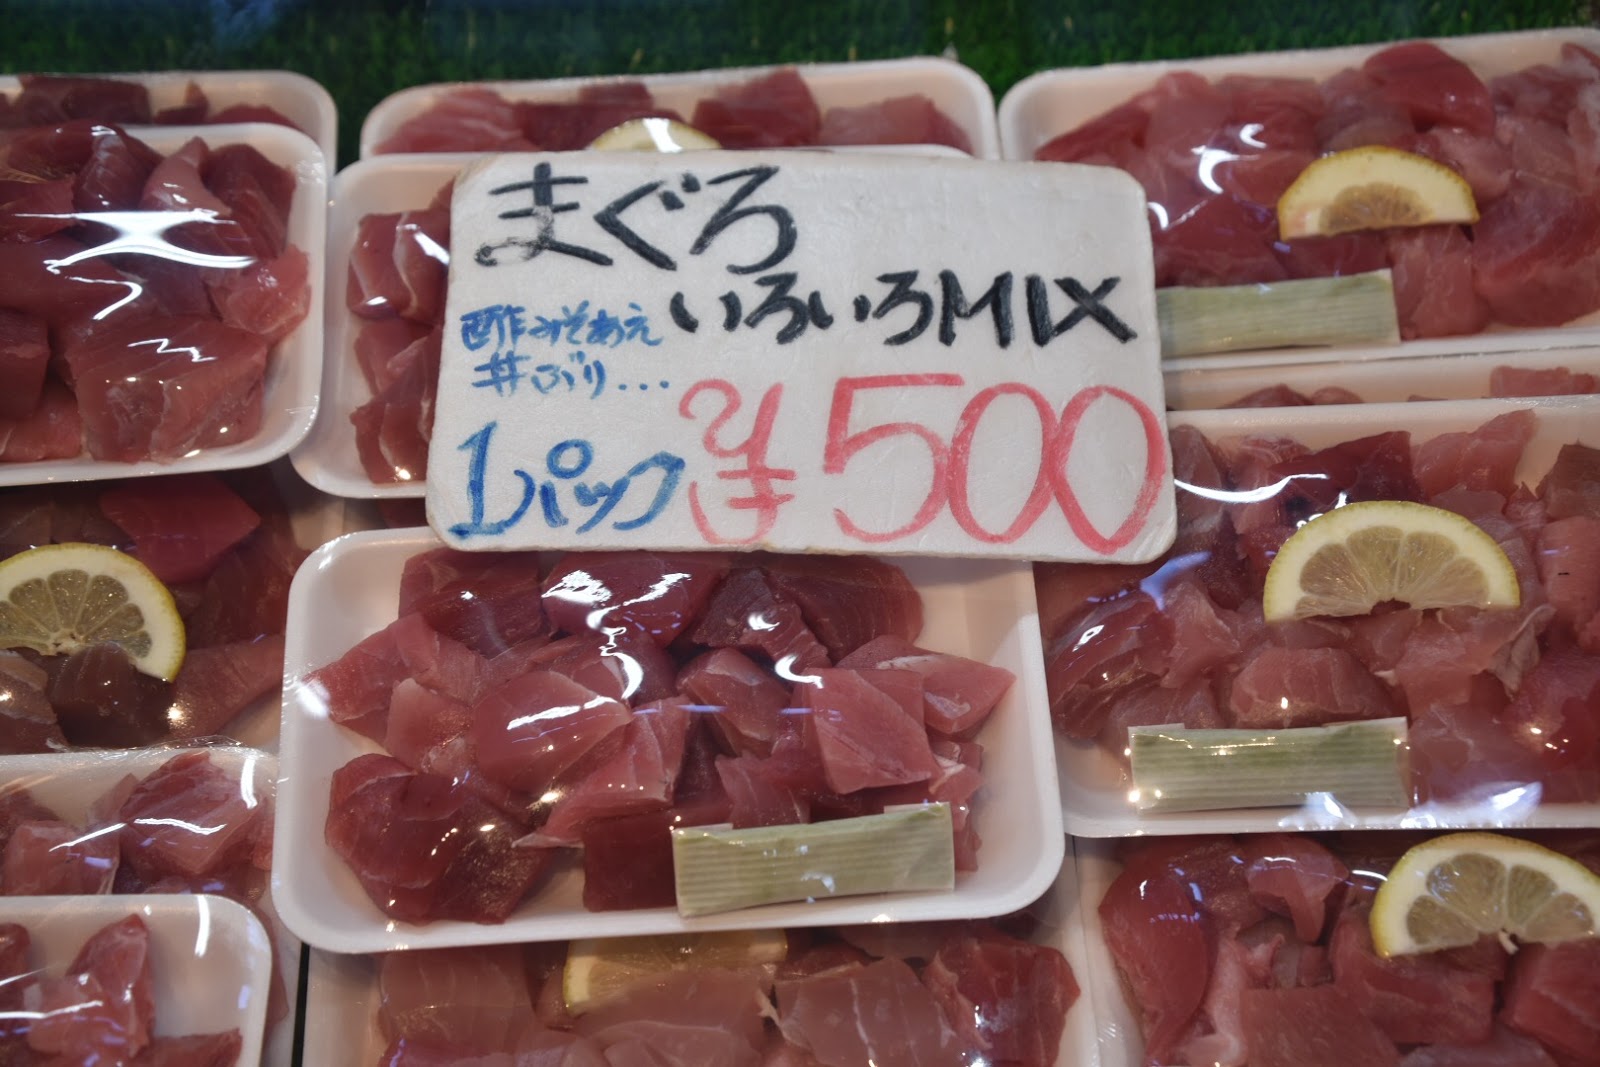 まぐろ
いろいろMIX
酢みそあえ
丼ぶり...
1パック ¥500